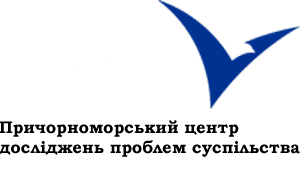 Причорноморський центр
досліджень проблем суспільства